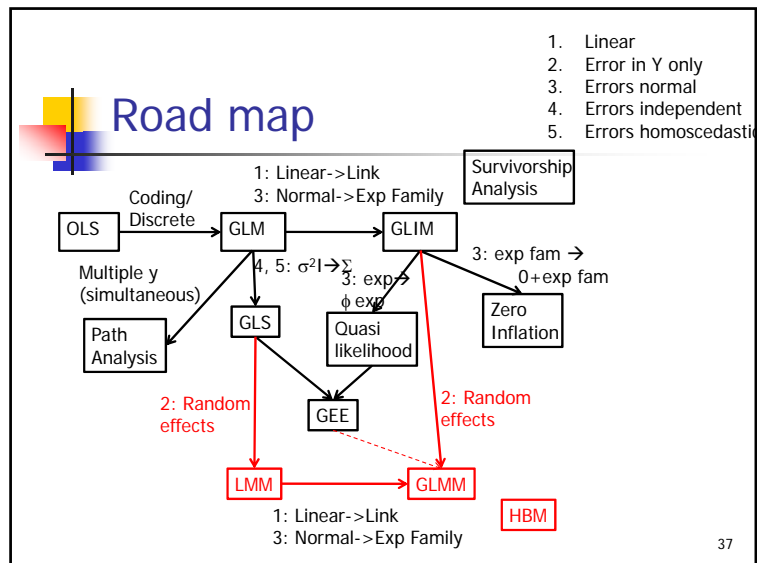 Road map
1. Linear
2. Error in Y only
3. Errors normal
4. Errors independent
5. Errors homoscedastic
1: Linear->Link
3: Normal->Exp Family
Survivorship
Analysis
Coding/
Discrete
OLS
GLM
GLIM
Multiple y
(simultaneous)
4, 5: σ²I→Σ
3: exp→
φ exp
3: exp fam →
0+exp fam
Path
Analysis
GLS
Quasi
likelihood
Zero
Inflation
2: Random
effects
GEE
2: Random
effects
LMM
GLMM
HBM
1: Linear->Link
3: Normal->Exp Family
37